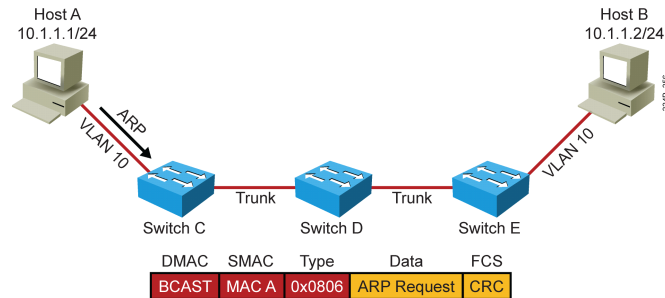 Host A
10.1.1.1/24
Host B
10.1.1.2/24
ARP
VLAN 10
VLAN 10
Trunk
Trunk
Switch C
Switch D
Switch E
DMAC SMAC Type Data FCS
BCAST MAC A 0x0806 ARP Request CRC